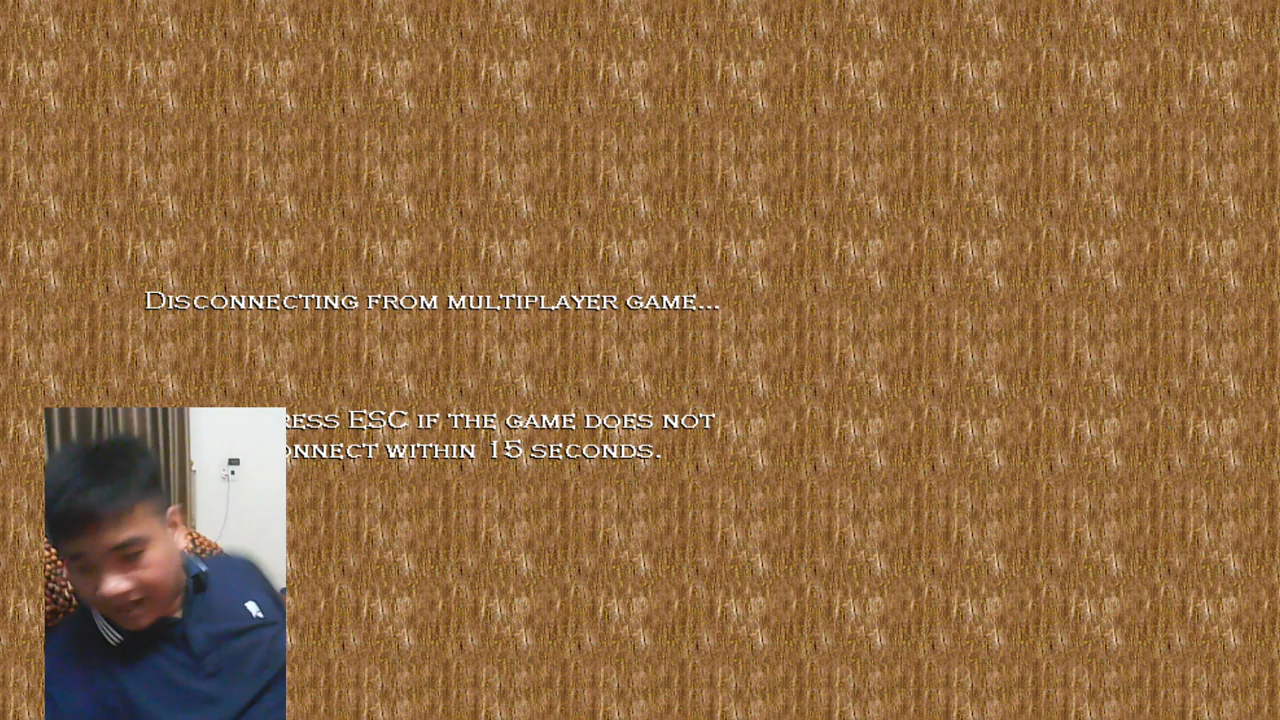 Disconnecting from multiplayer game...
ESC if the game does not
within 15 seconds.